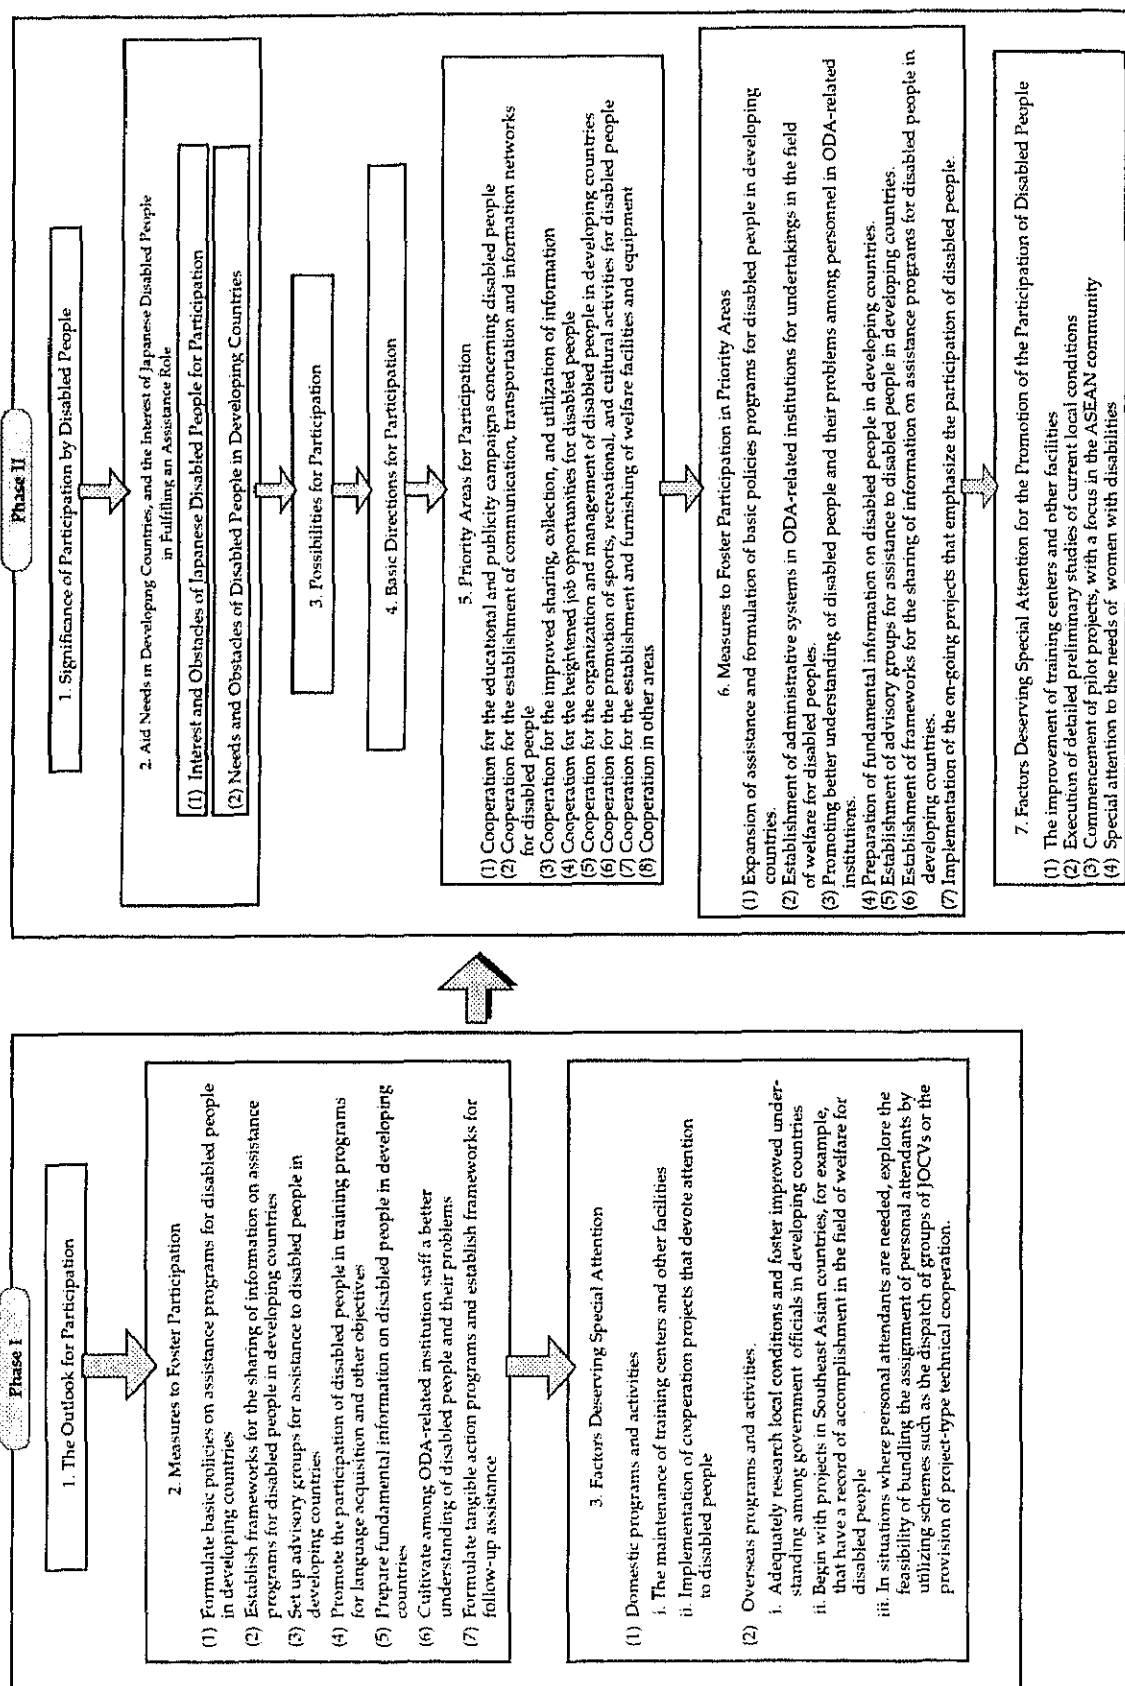 Phase I
1. The Outlook for Participation
2. Measures to Foster Participation
(1) Formulate basic policies on assistance programs for disabled people
in developing countries
(2) Establish frameworks for the sharing of information on assistance
programs for disabled people in developing countries
(3) Set up advisory groups for assistance to disabled people in
developing countries
(4) Promote the participation of disabled people in training programs
for language acquisition and other objectives
(5) Prepare fundamental information on disabled people in developing
countries
(6) Cultivate among ODA-related institution staff a better
understanding of disabled people and their problems
(7) Formulate tangible action programs and establish frameworks for
follow-up assistance
3. Factors Deserving Special Attention
(1) Domestic programs and activities
i. The maintenance of training centers and other facilities
ii. Implementation of cooperation projects that devote attention
to disabled people
(2) Overseas programs and activities.
i. Adequately research local conditions and foster improved under-
standing among government officials in developing countries
ii. Begin with projects in Southeast Asian countries, for example,
that have a record of accomplishment in the field of welfare for
disabled people
iii. In situations where personal attendants are needed, explore the
feasibility of bundling the assignment of personal attendants by
utilizing schemes such as the dispatch of groups of JOCVs or the
provision of project-type technical cooperation.
Phase II
1. Significance of Participation by Disabled People
2. Aid Needs in Developing Countries, and the Interest of Japanese Disabled People
in Fulfilling an Assistance Role
(1) Interest and Obstacles of Japanese Disabled People for Participation
(2) Needs and Obstacles of Disabled People in Developing Countries
3. Possibilities for Participation
4. Basic Directions for Participation
5. Priority Areas for Participation
(1) Cooperation for the educational and publicity campaigns concerning disabled people
(2) Cooperation for the establishment of communication, transportation and information networks
for disabled people
(3) Cooperation for the improved sharing, collection, and utilization of information
(4) Cooperation for the heightened job opportunities for disabled people
(5) Cooperation for the organization and management of disabled people in developing countries
(6) Cooperation for the promotion of sports, recreational, and cultural activities for disabled people
(7) Cooperation for the establishment and furnishing of welfare facilities and equipment
(8) Cooperation in other areas
6. Measures to Foster Participation in Priority Areas
(1) Expansion of assistance and formulation of basic policies programs for disabled people in developing
countries.
(2) Establishment of administrative systems in ODA-related institutions for undertakings in the field
of welfare for disabled peoples.
(3) Promoting better understanding of disabled people and their problems among personnel in ODA-related
institutions.
(4) Preparation of fundamental information on disabled people in developing countries.
(5) Establishment of advisory groups for assistance to disabled people in developing countries.
(6) Establishment of frameworks for the sharing of information on assistance programs for disabled people in
developing countries.
(7) Implementation of the on-going projects that emphasize the participation of disabled people.
7. Factors Deserving Special Attention for the Promotion of the Participation of Disabled People
(1) The improvement of training centers and other facilities
(2) Execution of detailed preliminary studies of current local conditions
(3) Commencement of pilot projects, with a focus in the ASEAN community
(4) Special attention to the needs of women with disabilities